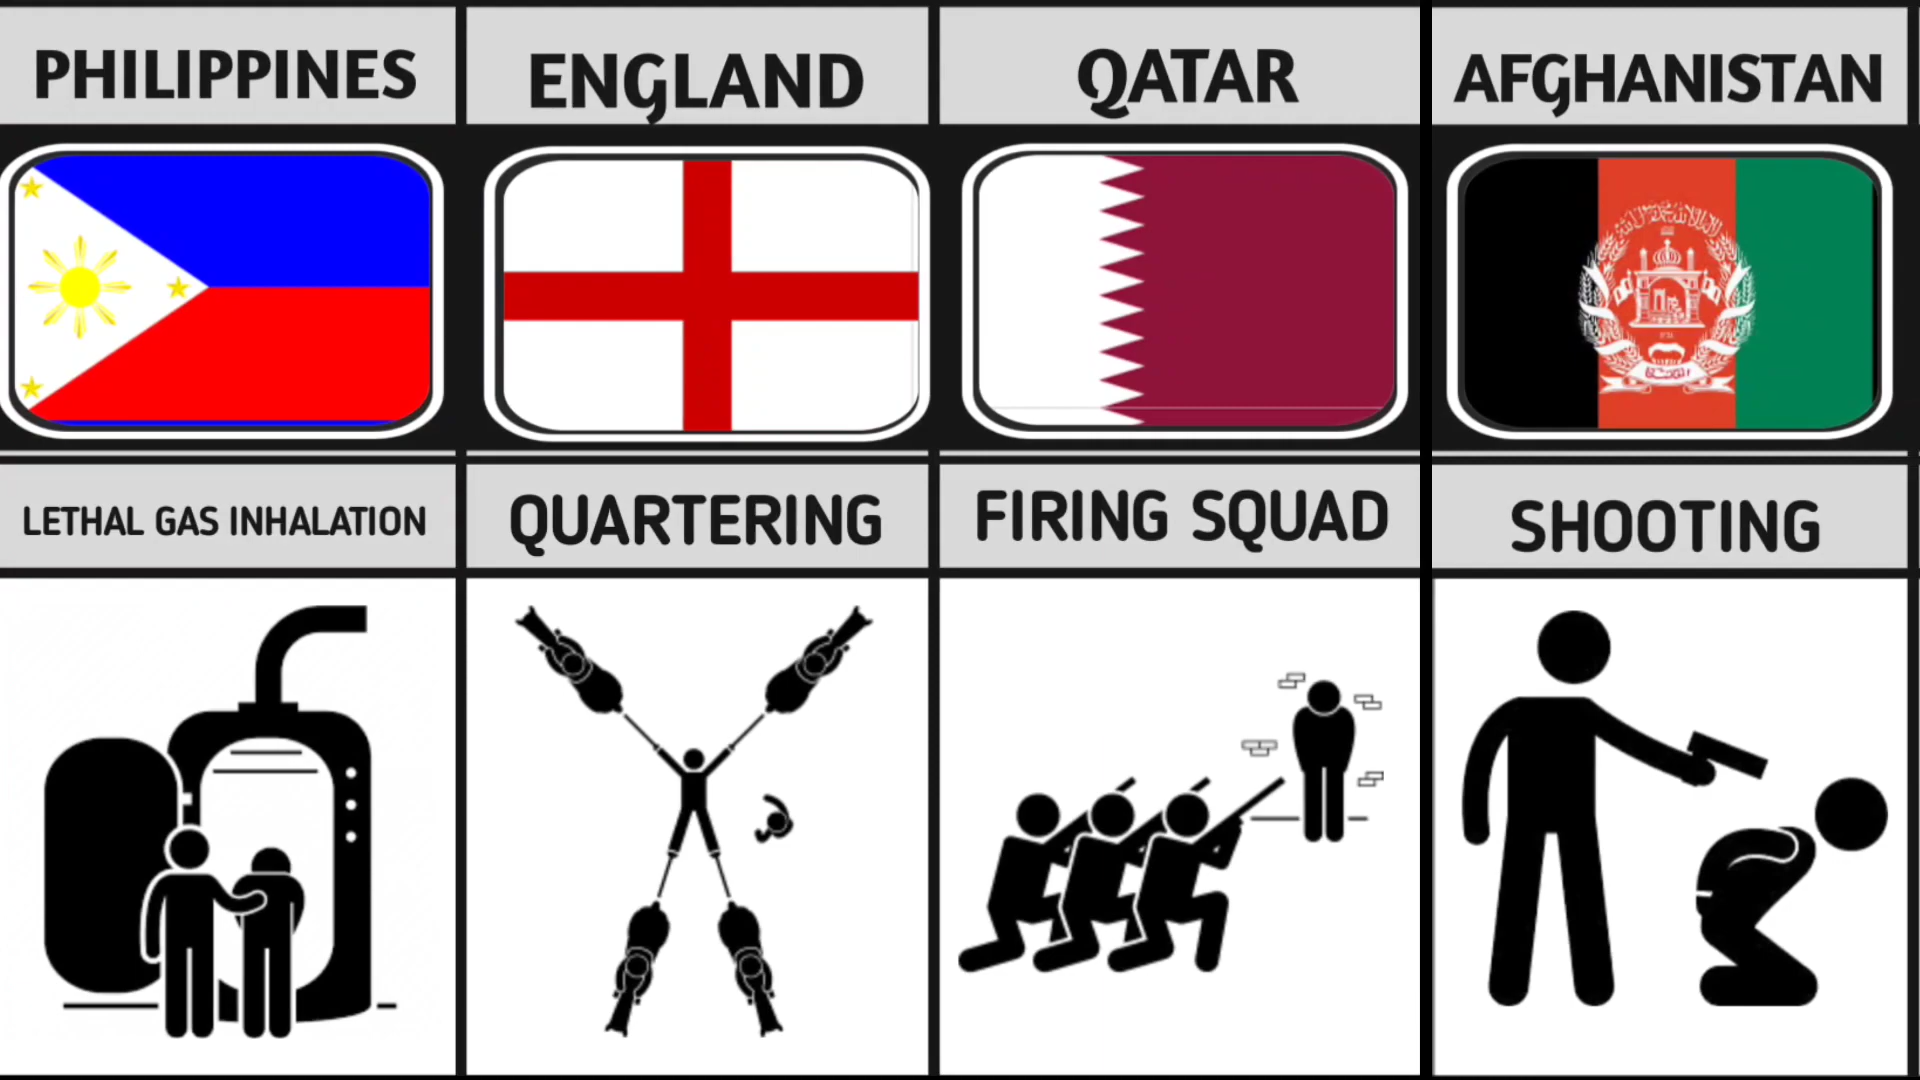 PHILIPPINES
ENGLAND
QATAR
AFGHANISTAN
LETHAL GAS INHALATION
QUARTERING
FIRING SQUAD
SHOOTING